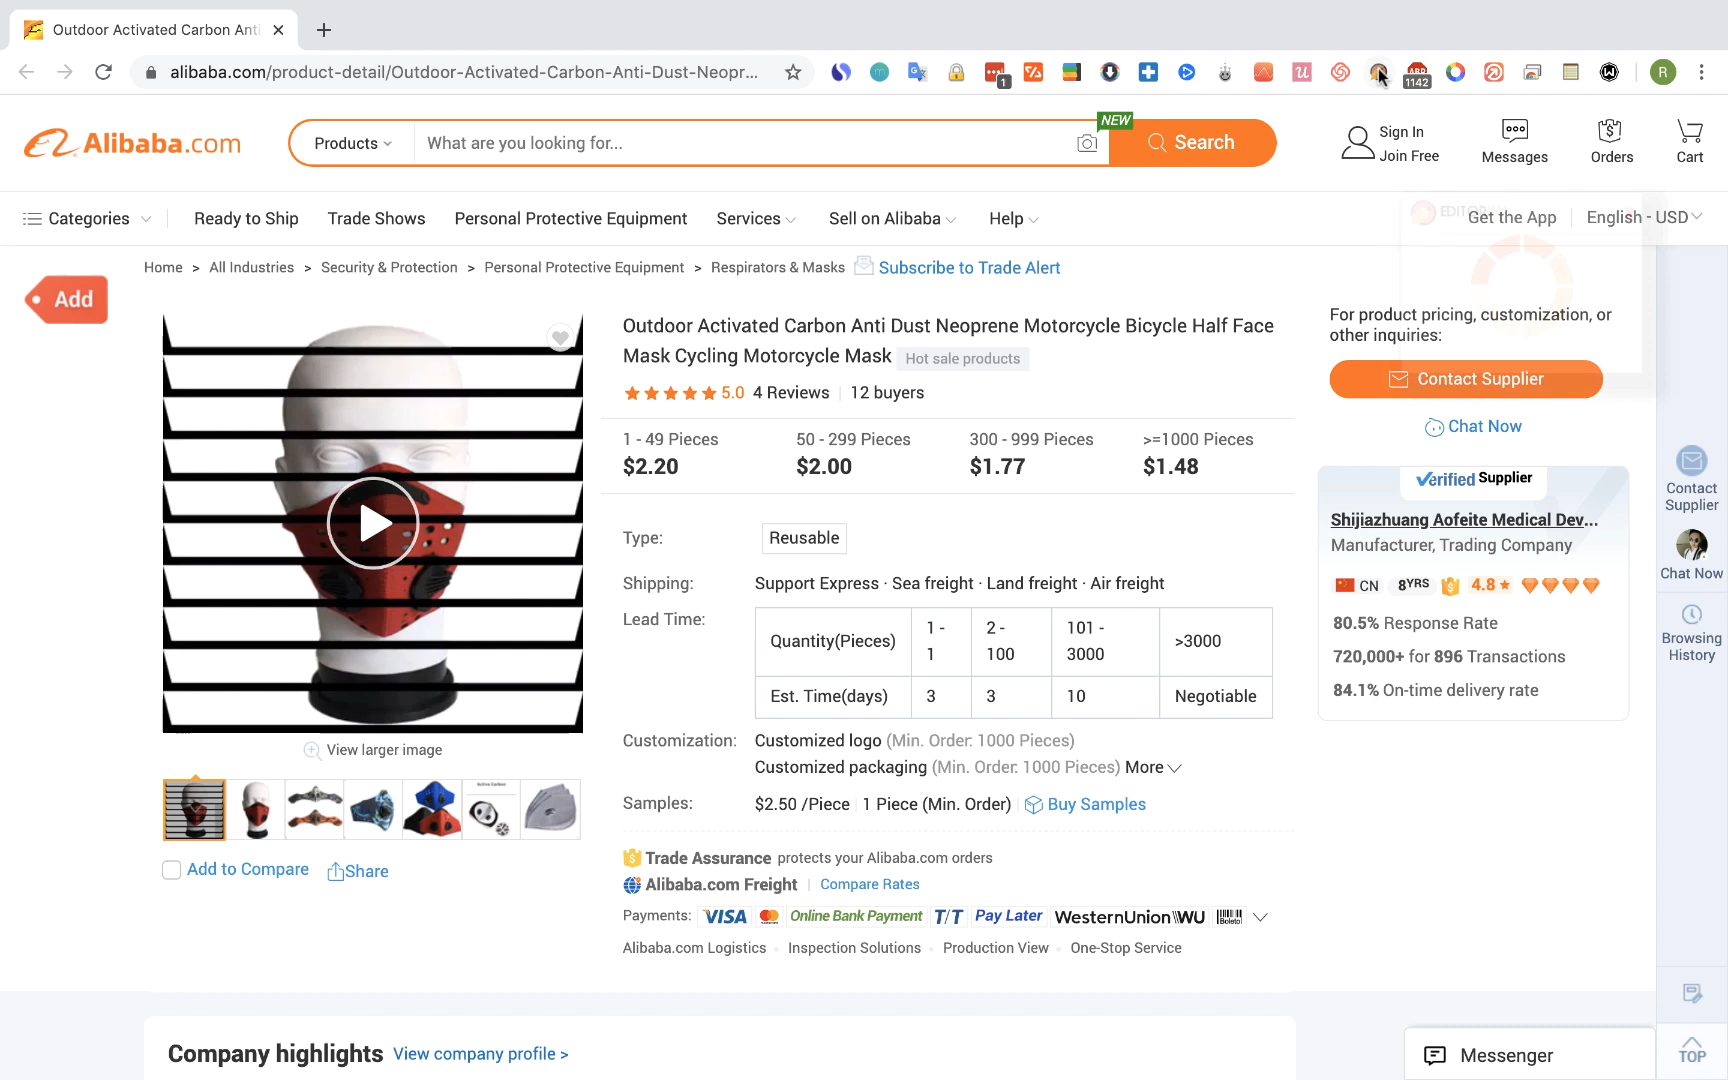 Outdoor Activated Carbon Anti
alibaba.com/product-detail/Outdoor-Activated-Carbon-Anti-Dust-Neopr...
1
1142
R
Alibaba.com
Products
What are you looking for...
NEW
Search
Sign In
Join Free
Messages
Orders
Cart
Categories
Ready to Ship
Trade Shows
Personal Protective Equipment
Services
Sell on Alibaba
Help
Get the App
English - USD
Home > All Industries > Security & Protection > Personal Protective Equipment > Respirators & Masks
Subscribe to Trade Alert
Add
View larger image
Add to Compare
Share
Outdoor Activated Carbon Anti Dust Neoprene Motorcycle Bicycle Half Face
Mask Cycling Motorcycle Mask Hot sale products
5.0 4 Reviews 12 buyers
1 - 49 Pieces 50 - 299 Pieces 300 - 999 Pieces >=1000 Pieces
$2.20 $2.00 $1.77 $1.48
Type: Reusable
Shipping: Support Express · Sea freight · Land freight · Air freight
Lead Time:
Quantity(Pieces) 1 - 1 2 - 100 101 - 3000 >3000
Est. Time(days) 3 3 10 Negotiable
Customization: Customized logo (Min. Order: 1000 Pieces)
Customized packaging (Min. Order: 1000 Pieces) More
Samples: $2.50 /Piece 1 Piece (Min. Order) Buy Samples
Trade Assurance protects your Alibaba.com orders
Alibaba.com Freight Compare Rates
Payments: VISA Online Bank Payment T/T Pay Later WesternUnion WU Boleto
Alibaba.com Logistics Inspection Solutions Production View One-Stop Service
For product pricing, customization, or
other inquiries:
Contact Supplier
Chat Now
Verified Supplier
Shijiazhuang Aofeite Medical Dev...
Manufacturer, Trading Company
CN 8YRS 4.8
80.5% Response Rate
720,000+ for 896 Transactions
84.1% On-time delivery rate
Contact
Supplier
Chat Now
Browsing
History
TOP
Company highlights View company profile >
Messenger